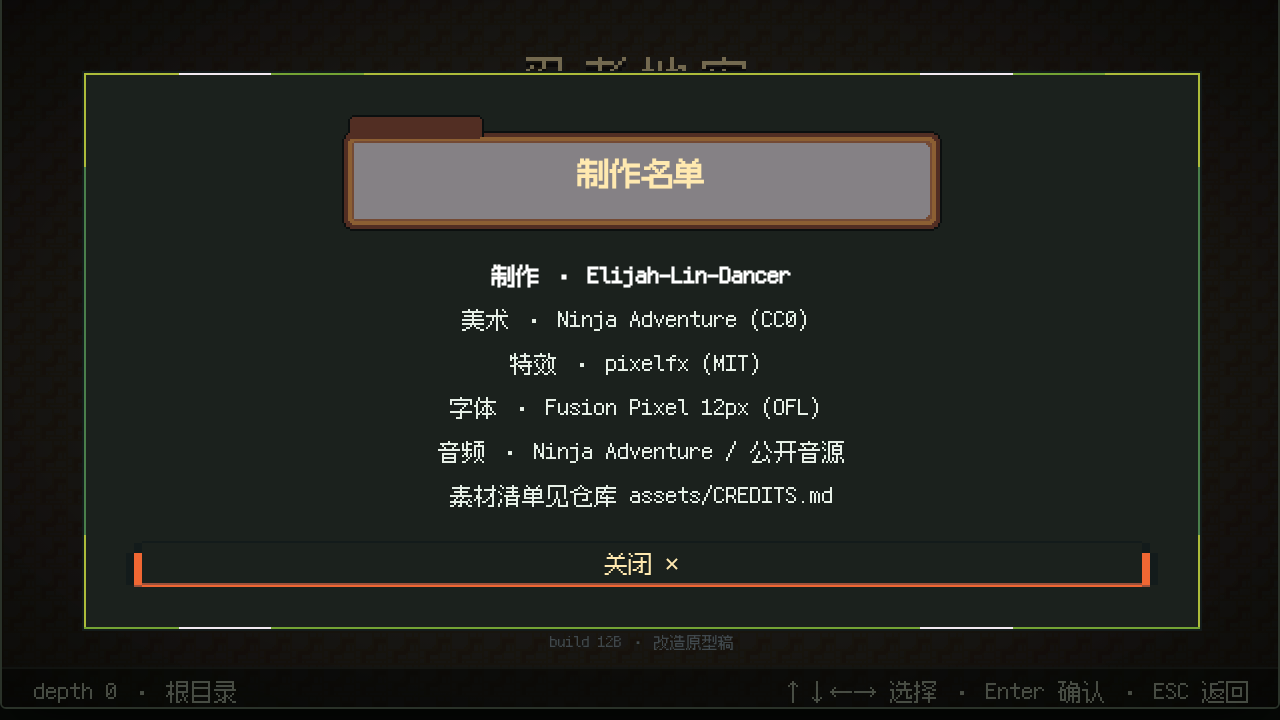 制作名单
制作 · Elijah-Lin-Dancer
美术 · Ninja Adventure (CC0)
特效 · pixelfx (MIT)
字体 · Fusion Pixel 12px (OFL)
音频 · Ninja Adventure / 公开音源
素材清单见仓库 assets/CREDITS.md
关闭 ×
build 12B · 改造原型稿
depth 0 · 根目录
↑↓←→ 选择 · Enter 确认 · ESC 返回